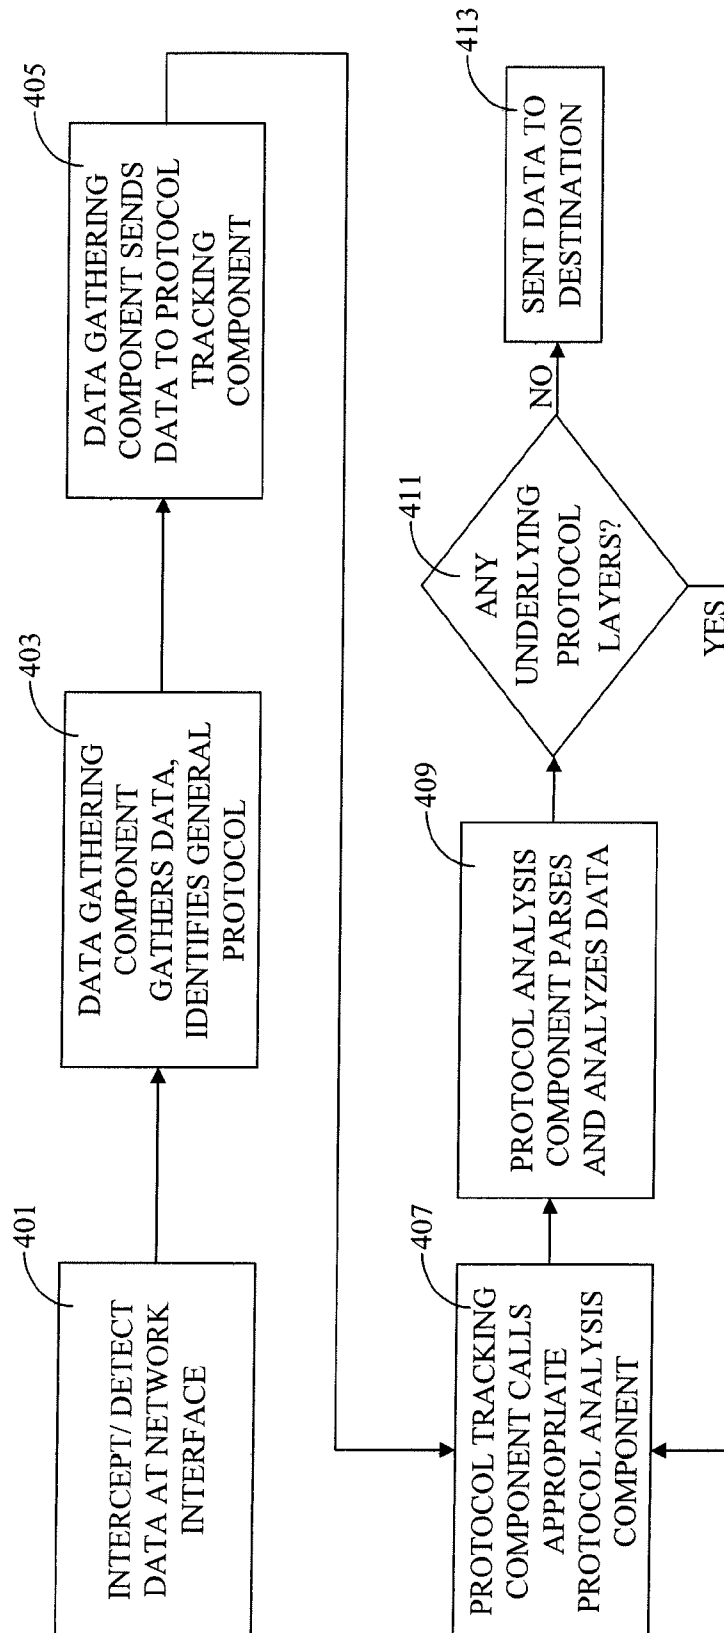 401
INTERCEPT/ DETECT
DATA AT NETWORK
INTERFACE
403
DATA GATHERING
COMPONENT
GATHERS DATA,
IDENTIFIES GENERAL
PROTOCOL
405
DATA GATHERING
COMPONENT SENDS
DATA TO PROTOCOL
TRACKING
COMPONENT
407
PROTOCOL TRACKING
COMPONENT CALLS
APPROPRIATE
PROTOCOL ANALYSIS
COMPONENT
409
PROTOCOL ANALYSIS
COMPONENT PARSES
AND ANALYZES DATA
411
ANY
UNDERLYING
PROTOCOL
LAYERS?
NO
YES
413
SENT DATA TO
DESTINATION